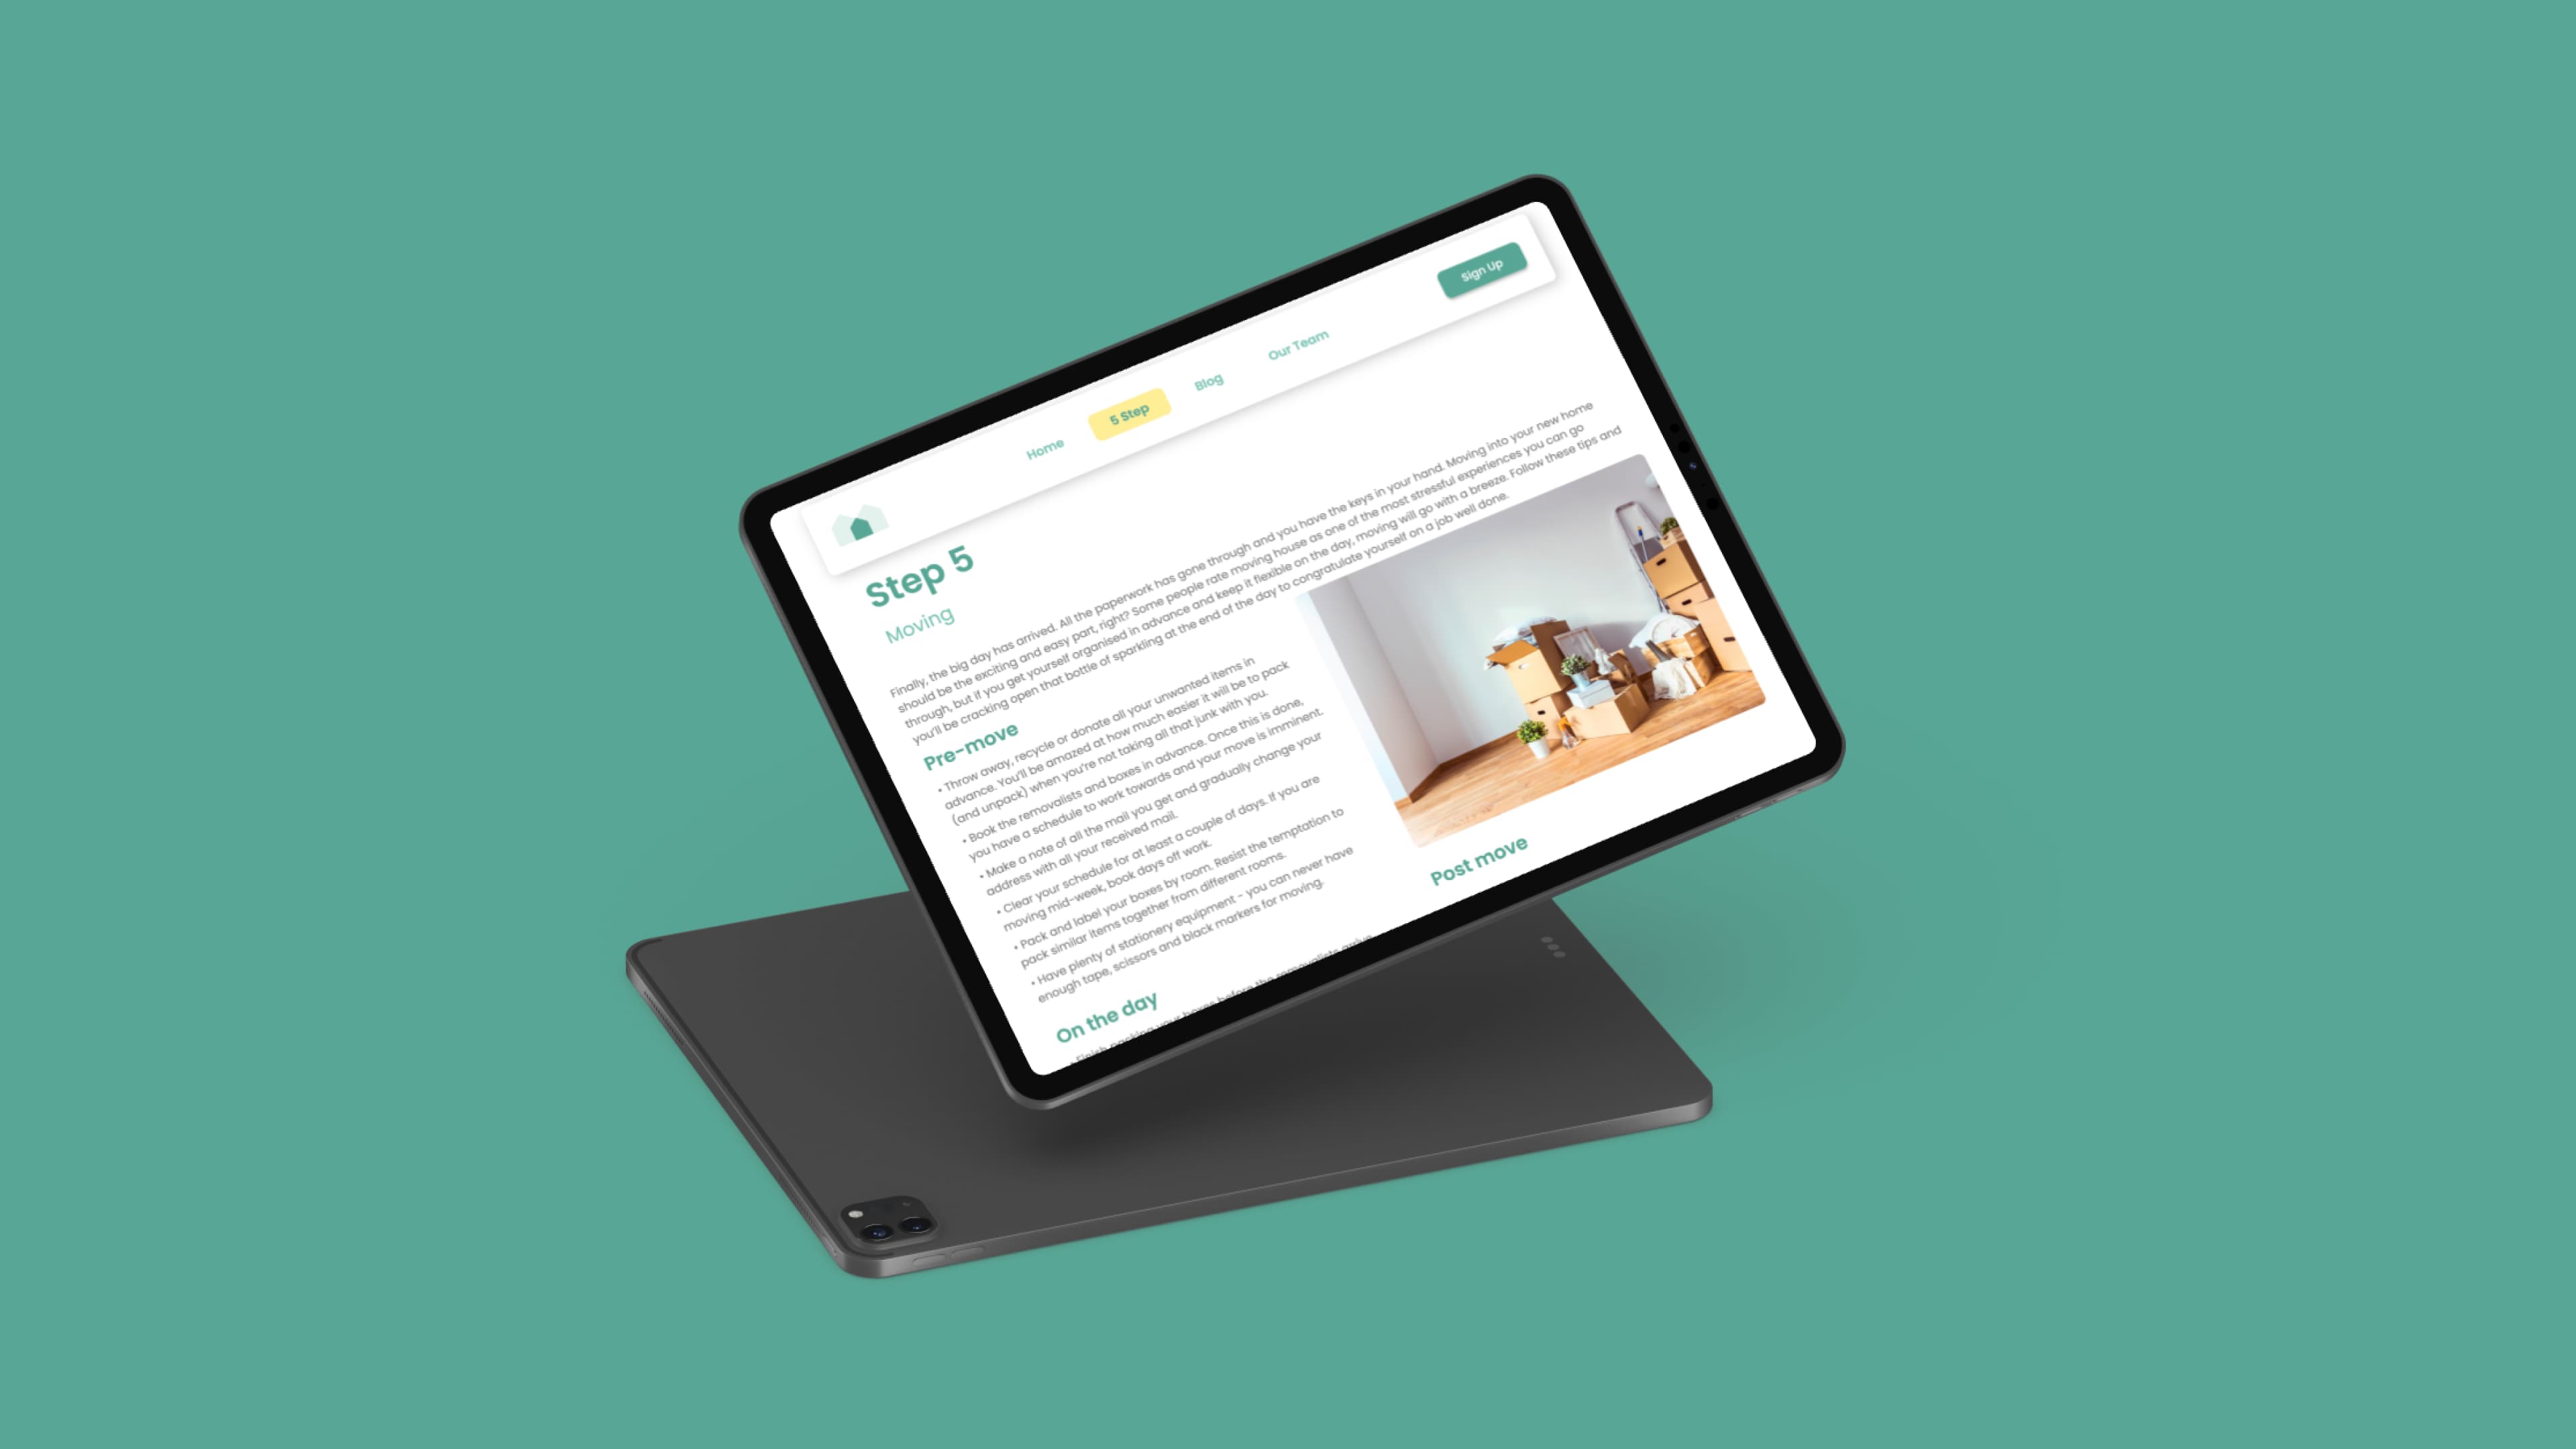 Home
5 Step
Blog
Our Team
Sign Up
Step 5
Moving
Finally, the big day has arrived. All the paperwork has gone through and you have the keys in your hand. Moving into your new home
should be the exciting and easy part, right? Some people rate moving house as one of the most stressful experiences you can go
through, but if you get yourself organised in advance and keep it flexible on the day, moving will go with a breeze. Follow these tips and
you'll be cracking open that bottle of sparkling at the end of the day to congratulate yourself on a job well done.
Pre-move
• Throw away, recycle or donate all your unwanted items in
advance. You'll be amazed at how much easier it will be to pack
(and unpack) when you're not taking all that junk with you.
• Book the removalists and boxes in advance. Once this is done,
you have a schedule to work towards and your move is imminent.
• Make a note of all the mail you get and gradually change your
address with all your received mail.
• Clear your schedule for at least a couple of days. If you are
moving mid-week, book days off work.
• Pack and label your boxes by room. Resist the temptation to
pack similar items together from different rooms.
• Have plenty of stationery equipment - you can never have
enough tape, scissors and black markers for moving.
On the day
• Finish packing your boxes before the removalists arrive
Post move